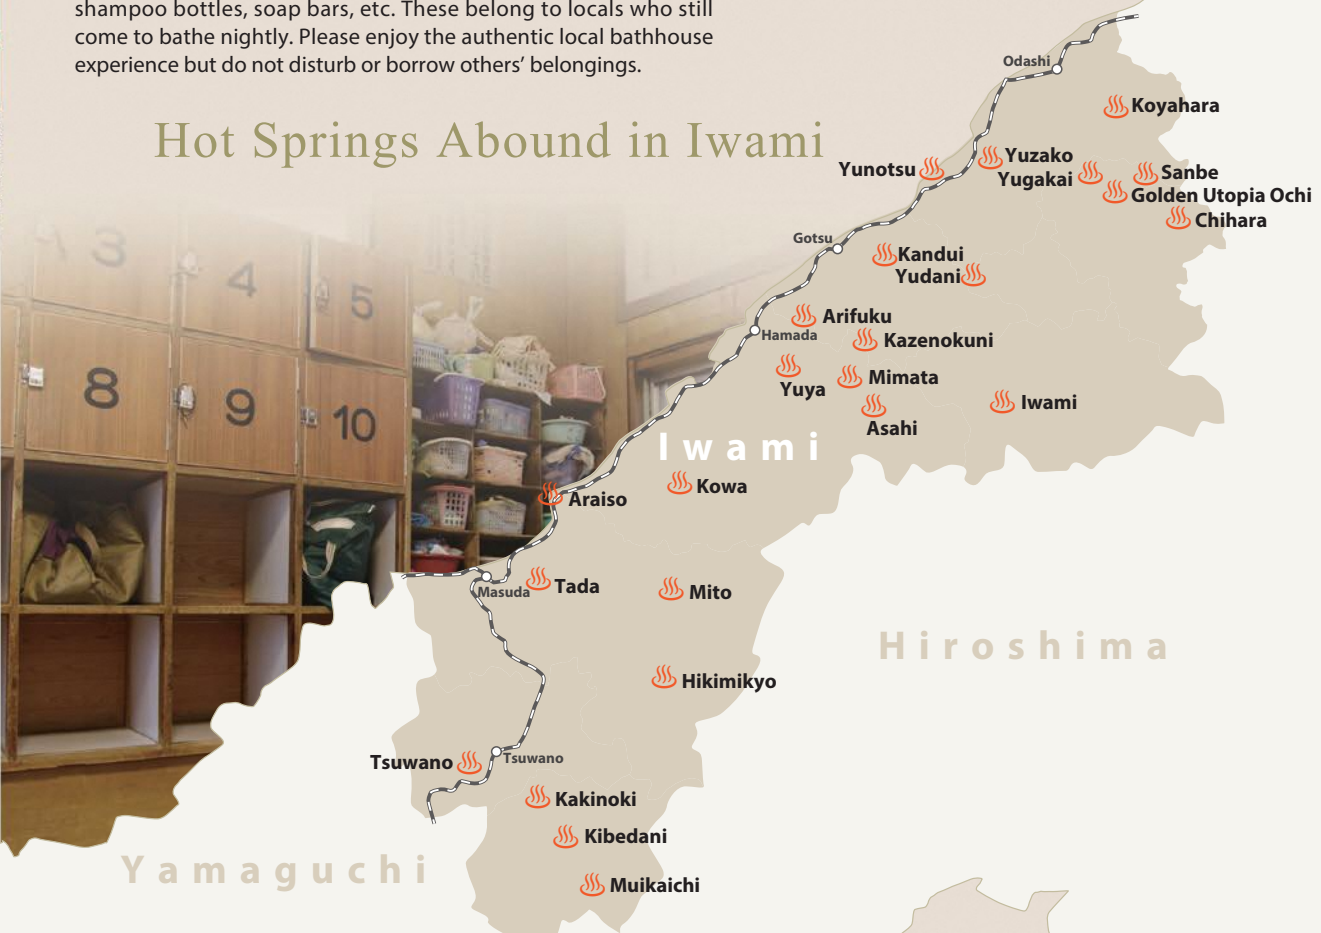 shampoo bottles, soap bars, etc. These belong to locals who still
come to bathe nightly. Please enjoy the authentic local bathhouse
experience but do not disturb or borrow others’ belongings.
Hot Springs Abound in Iwami
Odashi
Koyahara
Yunotsu
Yuzako
Yugakai
Sanbe
Golden Utopia Ochi
Chihara
Gotsu
Kandui
Yudani
Arifuku
Hamada
Kazenokuni
Yuya
Mimata
Asahi
Iwami
Iwami
Kowa
Araiso
Masuda
Tada
Mito
Hiroshima
Hikimikyo
Tsuwano
Tsuwano
Kakinoki
Kibedani
Yamaguchi
Muikaichi
3
4
5
8
9
10